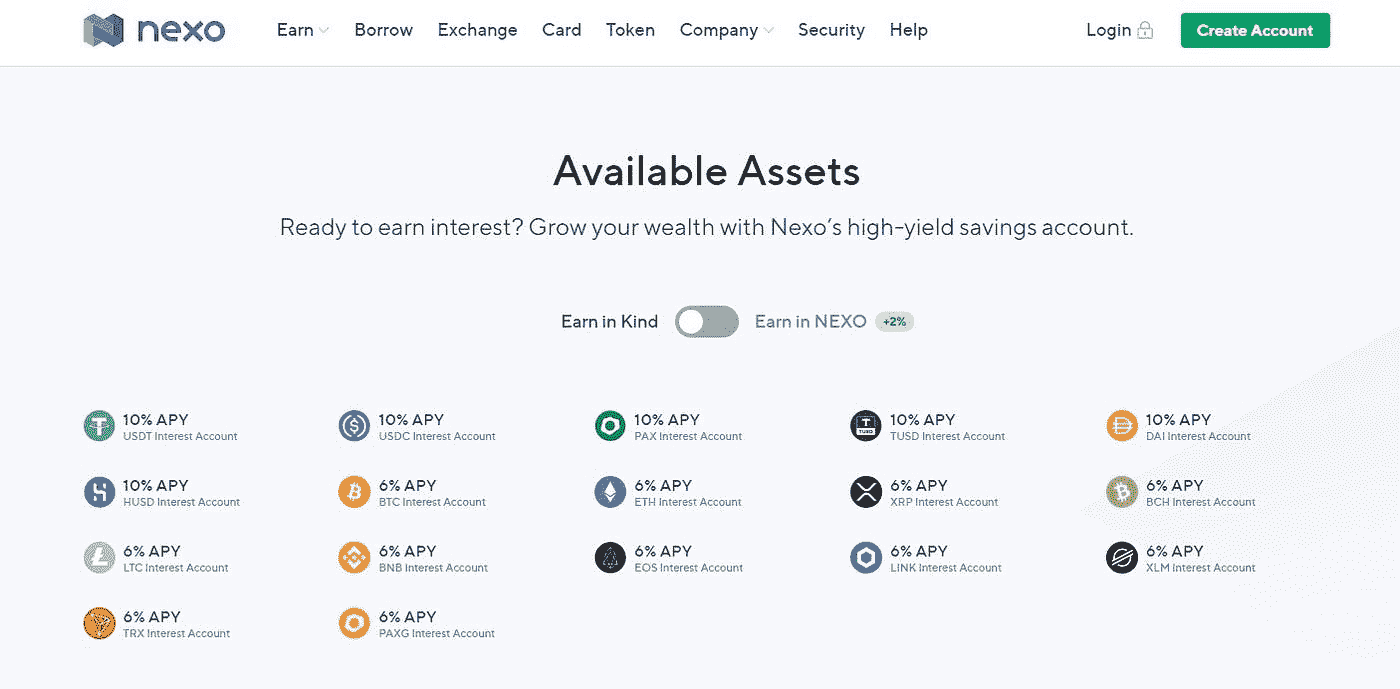 nexo Earn Borrow Exchange Card Token Company Security Help Login Create Account
Available Assets
Ready to earn interest? Grow your wealth with Nexo's high-yield savings account.
Earn in Kind Earn in NEXO +2%
10% APY 10% APY 10% APY 10% APY 10% APY
USDT Interest Account USDC Interest Account PAX Interest Account TUSD Interest Account DAI Interest Account
10% APY 6% APY 6% APY 6% APY 6% APY
HUSD Interest Account BTC Interest Account ETH Interest Account XRP Interest Account BCH Interest Account
6% APY 6% APY 6% APY 6% APY 6% APY
LTC Interest Account BNB Interest Account EOS Interest Account LINK Interest Account XLM Interest Account
6% APY 6% APY
TRX Interest Account PAXG Interest Account